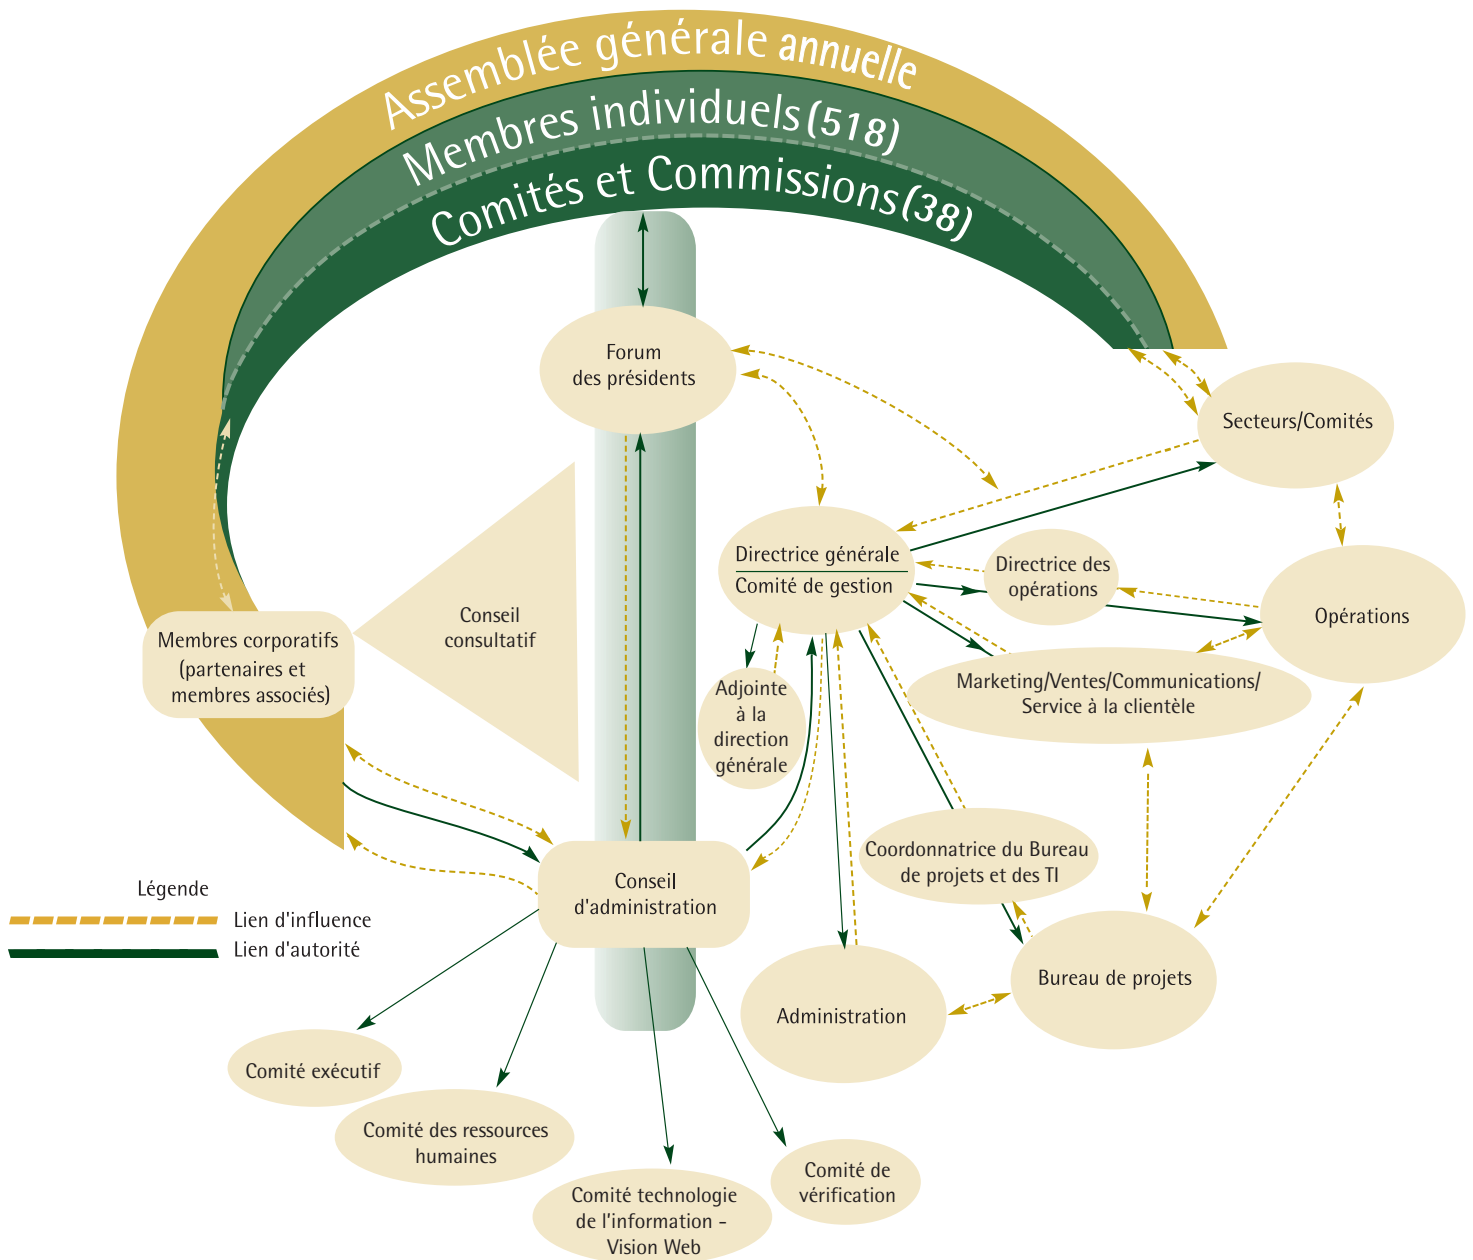 Assemblée générale annuelle
Membres individuels (518)
Comités et Commissions (38)
Forum
des présidents
Secteurs/Comités
Directrice générale
Comité de gestion
Directrice des
opérations
Opérations
Conseil
consultatif
Membres corporatifs
(partenaires et
membres associés)
Marketing/Ventes/Communications/
Service à la clientèle
Adjointe
à la
direction
générale
Coordonnatrice du Bureau
de projets et des TI
Conseil
d'administration
Légende
Lien d'influence
Lien d'autorité
Bureau de projets
Administration
Comité exécutif
Comité des ressources
humaines
Comité de
vérification
Comité technologie
de l'information -
Vision Web